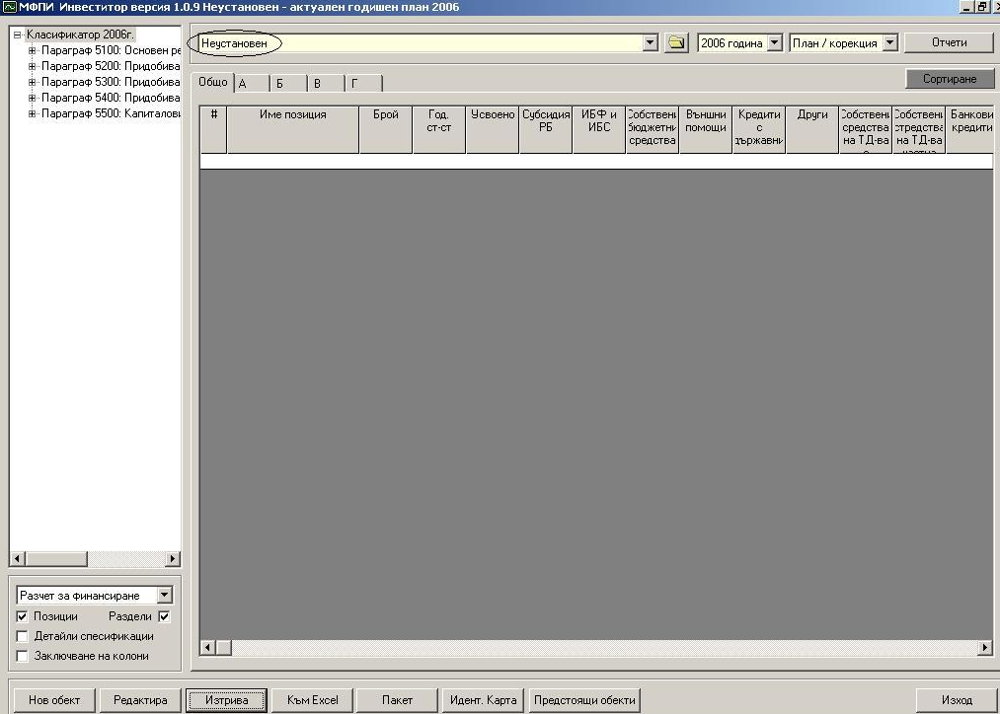 МФПИ Инвеститор версия 1.0.9 Неустановен - актуален годишен план 2006
Класификатор 2006г.
Параграф 5100: Основен ре
Параграф 5200: Придобива
Параграф 5300: Придобива
Параграф 5400: Придобива
Параграф 5500: Капиталови
Неустановен
2006 година
План / корекция
Отчети
Общо
А
Б
В
Г
Сортиране
#
Име позиция
Брой
Год.
ст-ст
Усвоено
Субсидия
РБ
ИБФ и
ИБС
Собствени
бюджетни
средства
Външни
помощи
Кредити
с
държавни
Други
Собствени
средства
на ТД-ва
с
Собствени
стредства
на ТД-ва
Банкови
кредити
Разчет за финансиране
Позиции
Раздели
Детайли спесификации
Заключване на колони
Нов обект
Редактира
Изтрива
Към Excel
Пакет
Идент. Карта
Предстоящи обекти
Изход